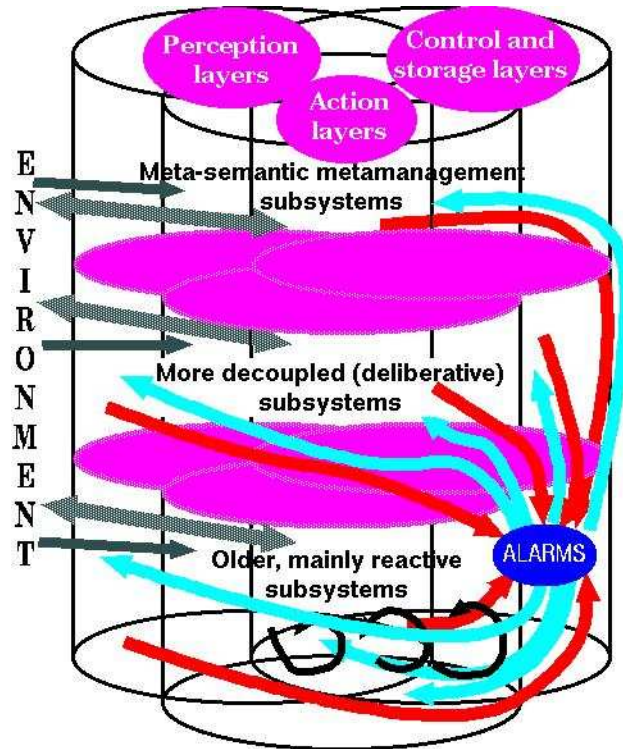 Perception
layers
Control and
storage layers
Action
layers
ENVIRONMENT
Meta-semantic metamanagement
subsystems
More decoupled (deliberative)
subsystems
ALARMS
Older, mainly reactive
subsystems